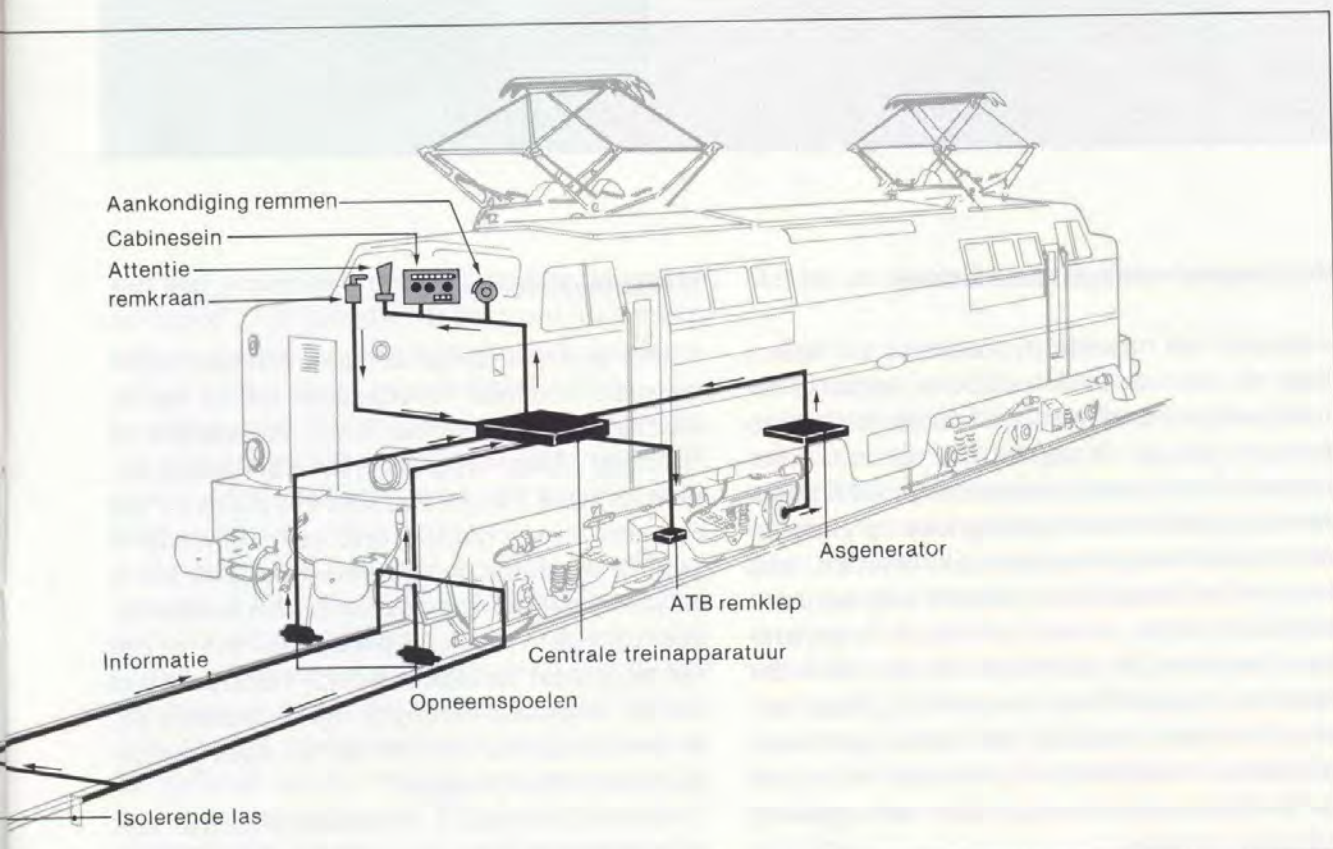 Aankondiging remmen
Cabinesein
Attentie
remkraan
Asgenerator
ATB remklep
Centrale treinapparatuur
Informatie
Opneemspoelen
Isolerende las